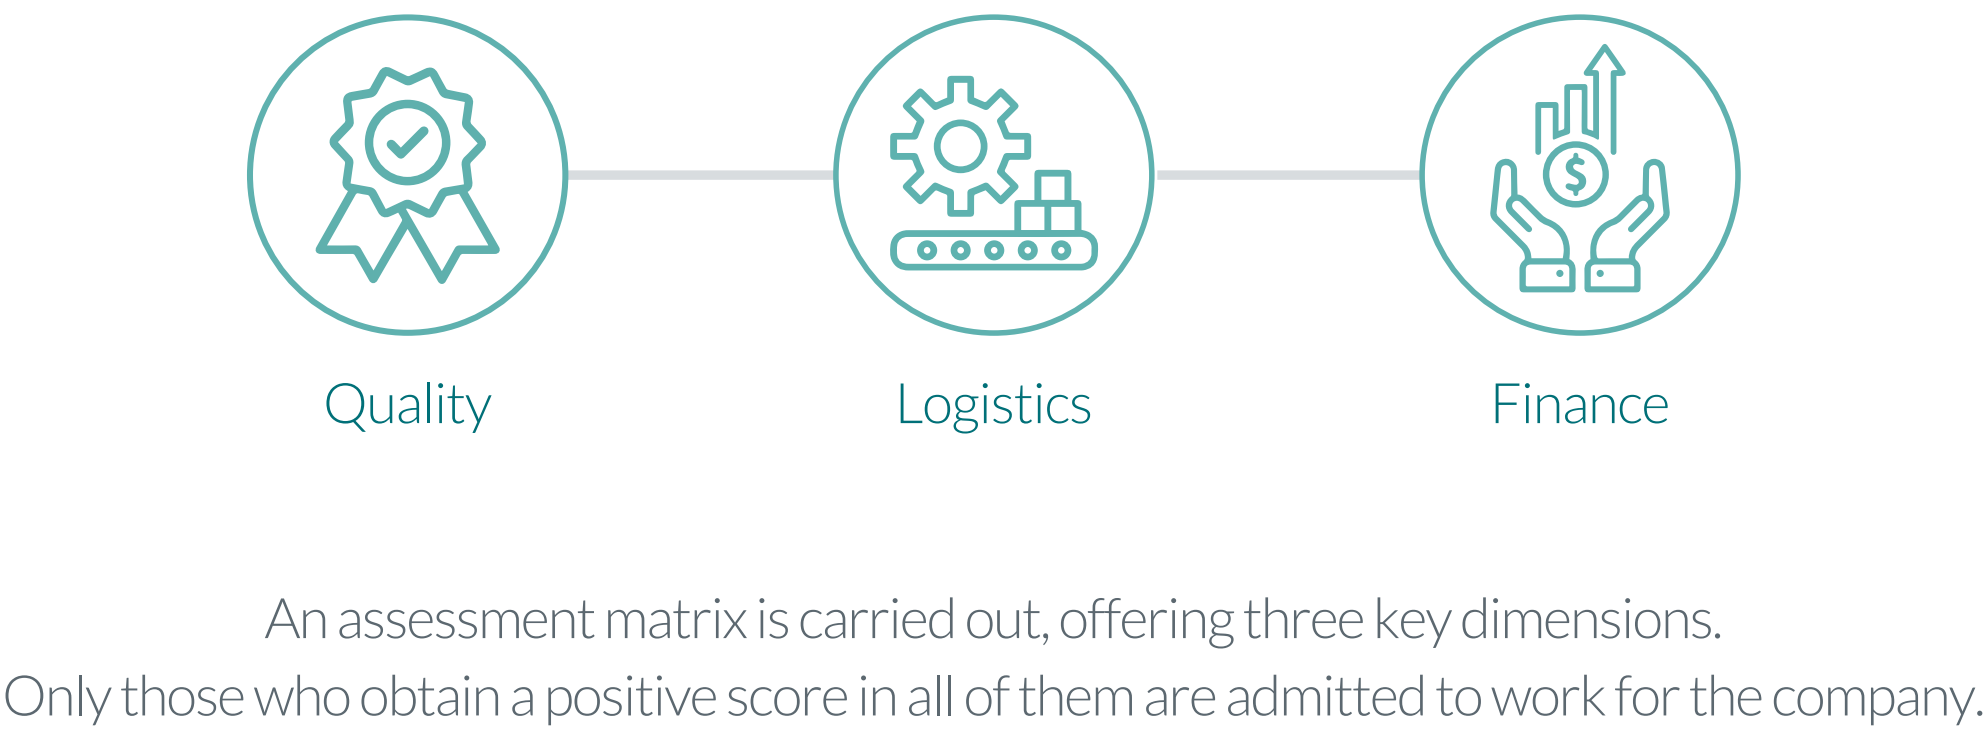 $
Quality
Logistics
Finance
An assessment matrix is carried out, offering three key dimensions.
Only those who obtain a positive score in all of them are admitted to work for the company.